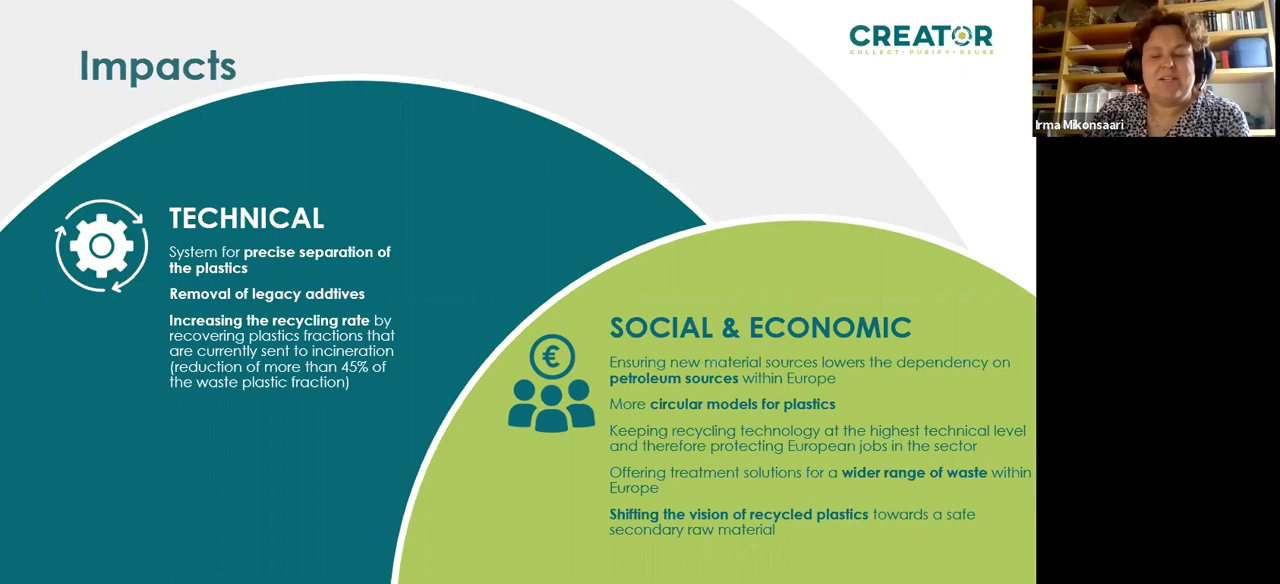 Impacts
CREATOR
COLLECT • PURIFY • REUSE
Irma Mikonsaari
TECHNICAL
System for precise separation of
the plastics
Removal of legacy addtives
Increasing the recycling rate by
recovering plastics fractions that
are currently sent to incineration
(reduction of more than 45% of
the waste plastic fraction)
€
SOCIAL & ECONOMIC
Ensuring new material sources lowers the dependency on
petroleum sources within Europe
More circular models for plastics
Keeping recycling technology at the highest technical level
and therefore protecting European jobs in the sector
Offering treatment solutions for a wider range of waste within
Europe
Shifting the vision of recycled plastics towards a safe
secondary raw material